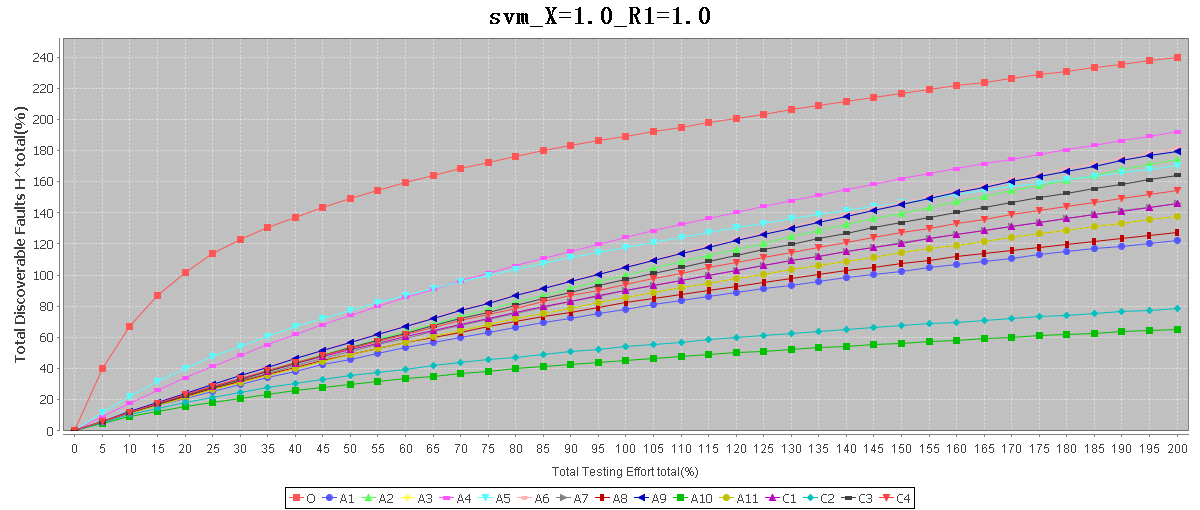 svm_X=1.0_R1=1.0
Total Discoverable Faults H^total(%)
240
220
200
180
160
140
120
100
80
60
40
20
0
0 5 10 15 20 25 30 35 40 45 50 55 60 65 70 75 80 85 90 95 100 105 110 115 120 125 130 135 140 145 150 155 160 165 170 175 180 185 190 195 200
Total Testing Effort total(%)
O A1 A2 A3 A4 A5 A6 A7 A8 A9 A10 A11 C1 C2 C3 C4